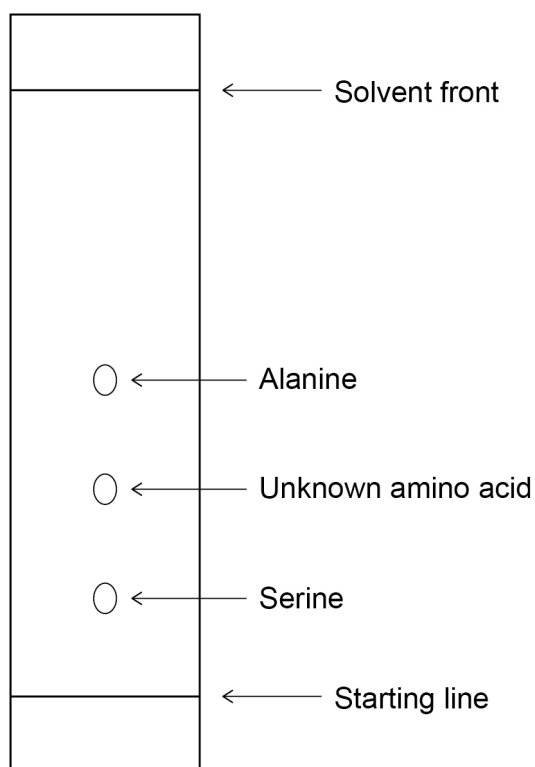 Solvent front
Alanine
Unknown amino acid
Serine
Starting line